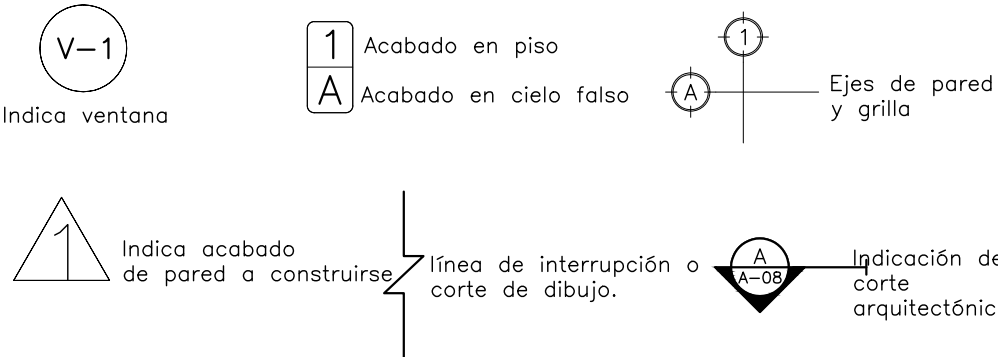 V-1
Indica ventana
1
Acabado en piso
A
Acabado en cielo falso
1
A
Ejes de pared
y grilla
1
Indica acabado
de pared a construirse
línea de interrupción o
corte de dibujo.
A
A-08
Indicación de
corte
arquitectónic